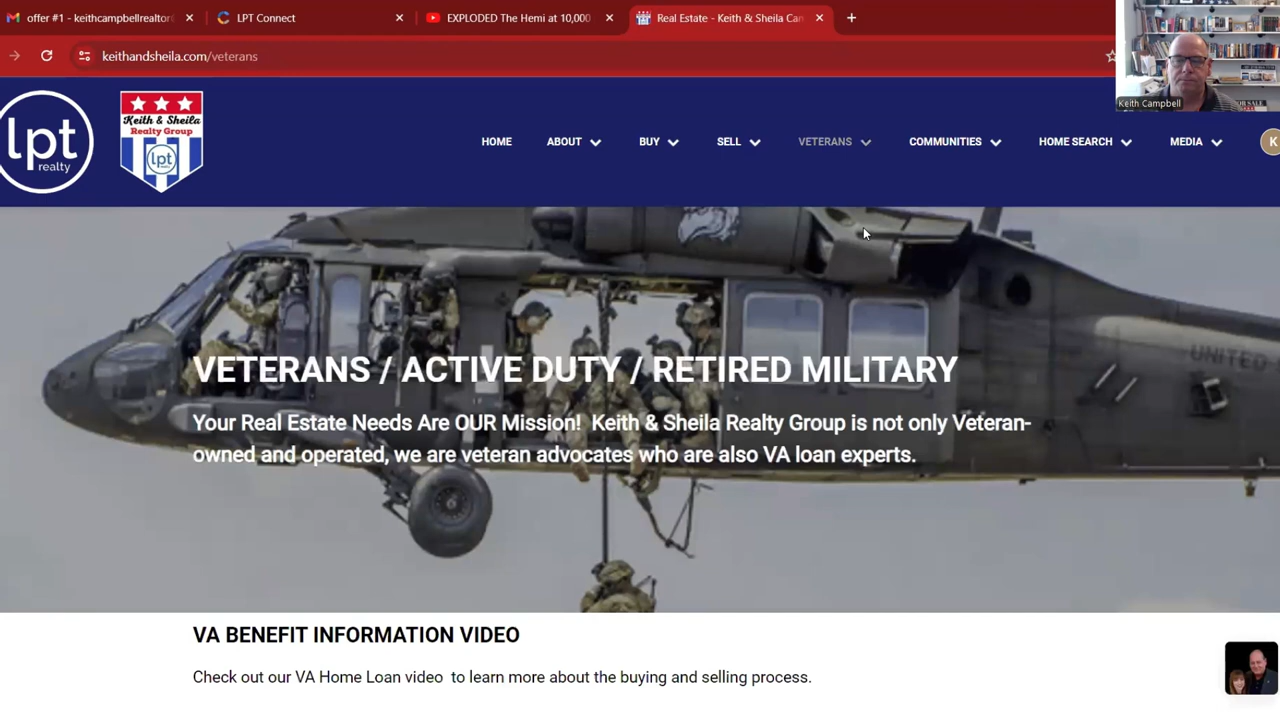 offer #1 - keithcampbellrealtor
LPT Connect
EXPLODED The Hemi at 10,000
Real Estate - Keith & Sheila Cam
keithandsheila.com/veterans
Keith Campbell
lpt
realty
Keith & Sheila
Realty Group
lpt
HOME
ABOUT
BUY
SELL
VETERANS
COMMUNITIES
HOME SEARCH
MEDIA
K
UNITED
VETERANS / ACTIVE DUTY / RETIRED MILITARY
Your Real Estate Needs Are OUR Mission! Keith & Sheila Realty Group is not only Veteran-
owned and operated, we are veteran advocates who are also VA loan experts.
VA BENEFIT INFORMATION VIDEO
Check out our VA Home Loan video to learn more about the buying and selling process.